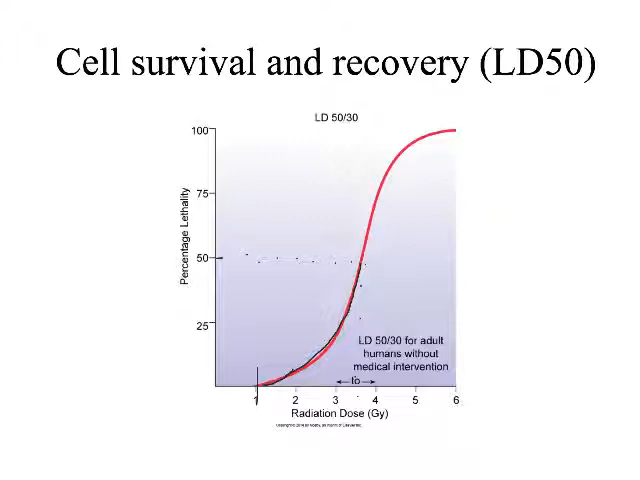 Cell survival and recovery (LD50)
LD 50/30
100
75
50
25
Percentage Lethality
LD 50/30 for adult
humans without
medical intervention
to
1 2 3 4 5 6
Radiation Dose (Gy)